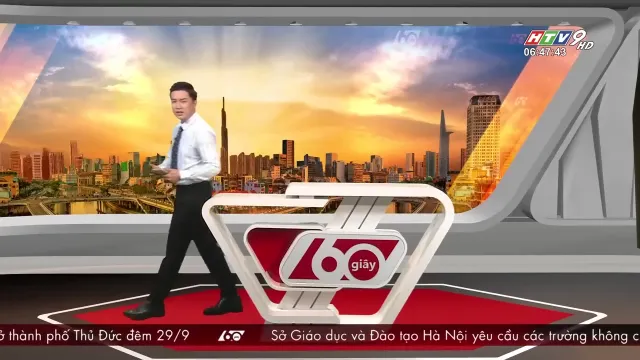 HTV9 HD
06:47:43
60 giây
ở thành phố Thủ Đức đêm 29/9 60 Sở Giáo dục và Đào tạo Hà Nội yêu cầu các trường không c